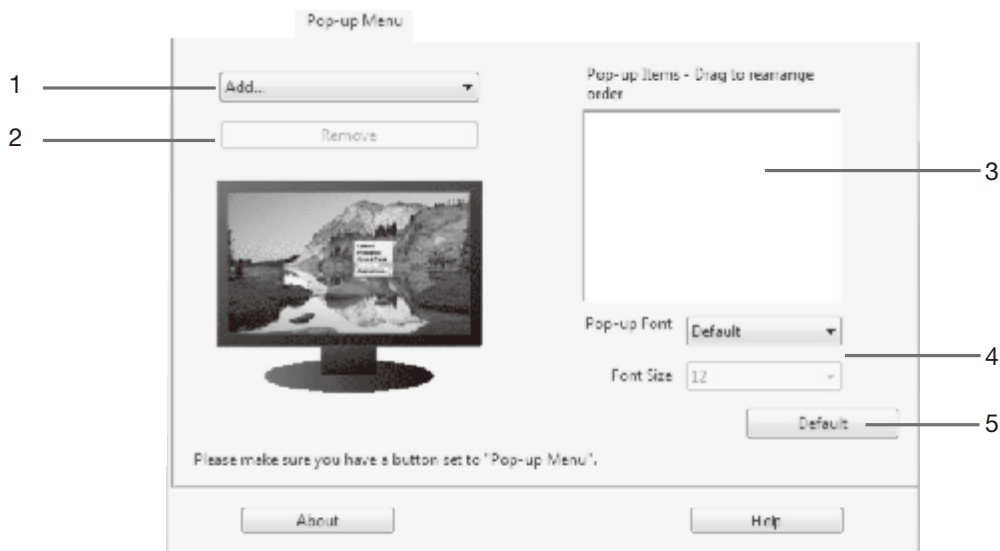 Pop-up Menu
1
Add...
Pop-up Items - Drag to rearrange
order
2
Remove
3
Pop-up Font
Default
4
Font Size
12
Default
5
Please make sure you have a button set to "Pop-up Menu".
About
Help